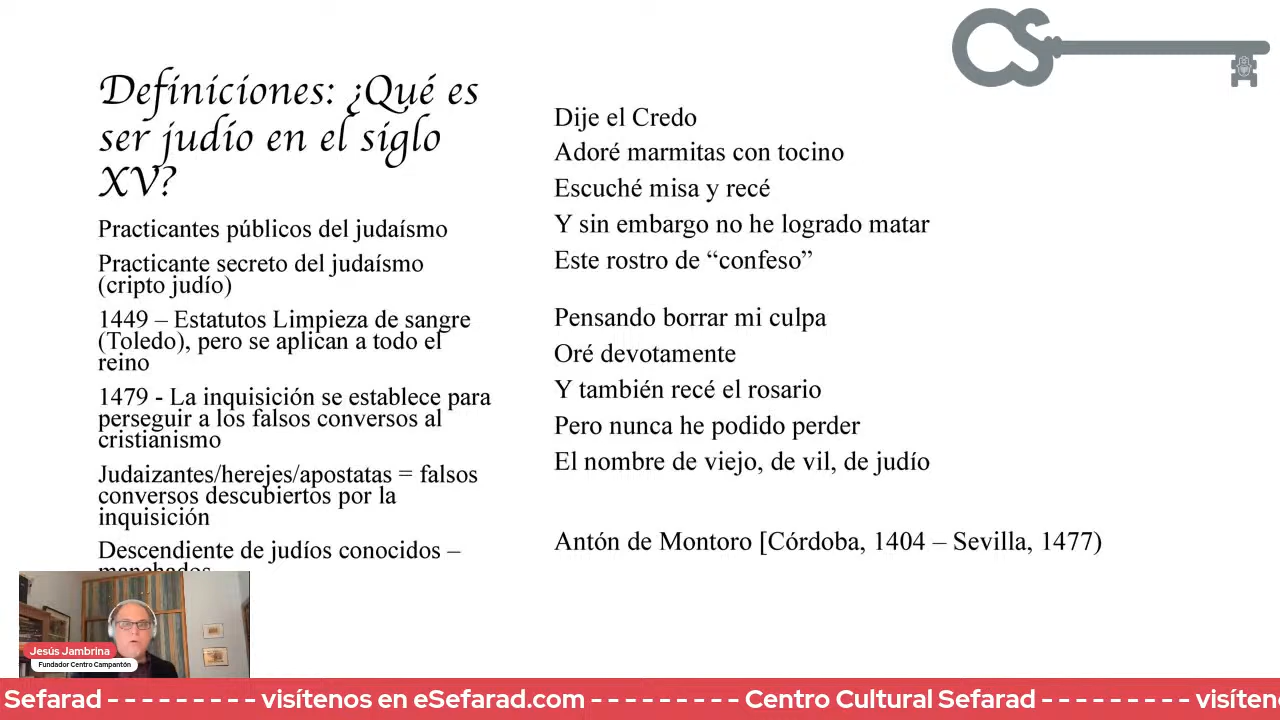 Definiciones: ¿Qué es
ser judío en el siglo
XV?
Practicantes públicos del judaísmo
Practicante secreto del judaísmo
(cripto judío)
1449 – Estatutos Limpieza de sangre
(Toledo), pero se aplican a todo el
reino
1479 - La inquisición se establece para
perseguir a los falsos conversos al
cristianismo
Judaizantes/herejes/apostatas = falsos
conversos descubiertos por la
inquisición
Descendiente de judíos conocidos –
manchados
Dije el Credo
Adoré marmitas con tocino
Escuché misa y recé
Y sin embargo no he logrado matar
Este rostro de “confeso”
Pensando borrar mi culpa
Oré devotamente
Y también recé el rosario
Pero nunca he podido perder
El nombre de viejo, de vil, de judío
Antón de Montoro [Córdoba, 1404 – Sevilla, 1477)
CS
Jesús Jambrina
Fundador Centro Campantón
Sefarad - - - - - - - - - visítenos en eSefarad.com - - - - - - - - - Centro Cultural Sefarad - - - - - - - - - visíten